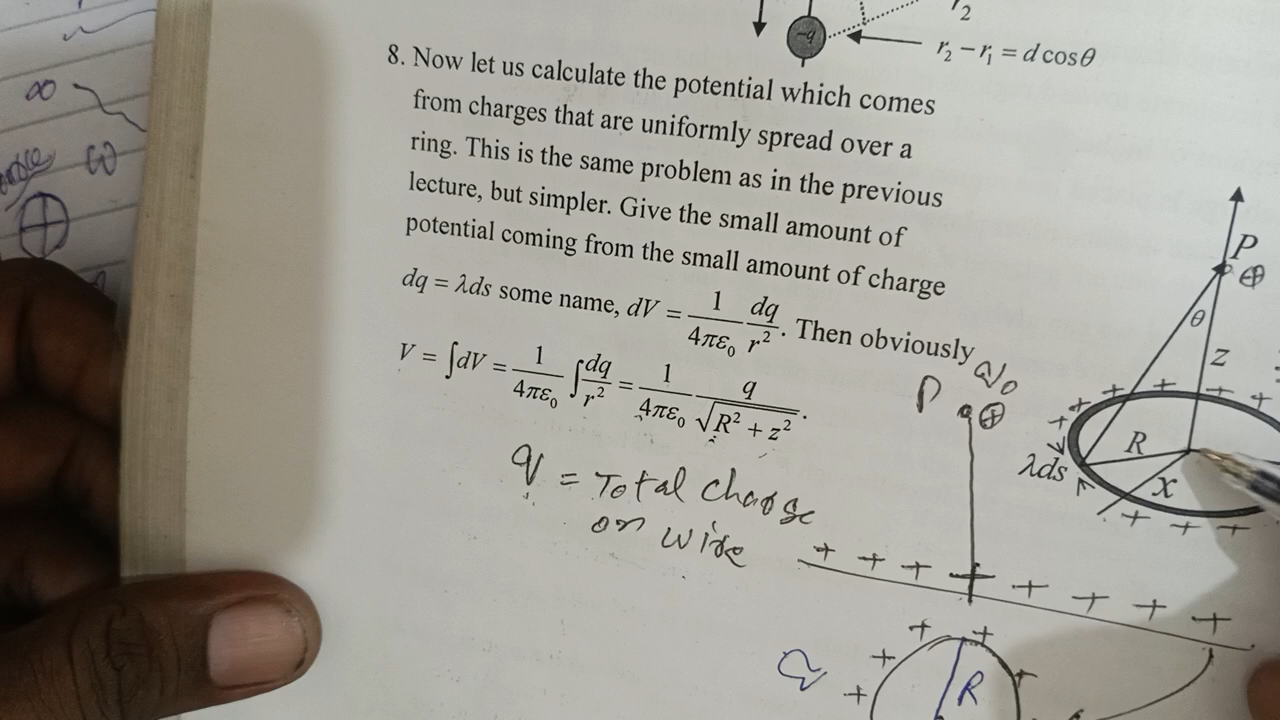 r₂
-q
r₂ − r₁ = d cosθ
8. Now let us calculate the potential which comes
from charges that are uniformly spread over a
ring. This is the same problem as in the previous
lecture, but simpler. Give the small amount of
potential coming from the small amount of charge
dq = λds some name, dV = 1/4πε₀ dq/r². Then obviously
V = ∫dV = 1/4πε₀ ∫dq/r² = 1/4πε₀ q/√(R² + z²).
P
⊕
θ
z
+ + + + +
R
λds
x
+ + +
P
⊕
q = Total charge
on wire
+ + + + + + + +
+ + + + +
R
∞
ω
⊕